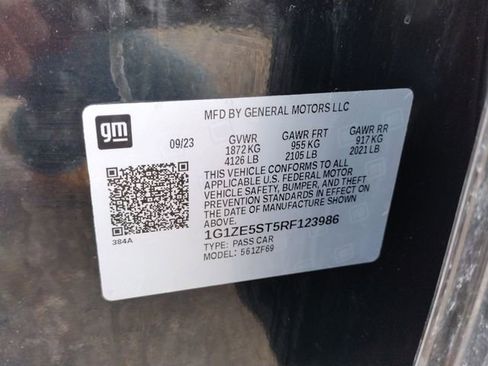 gm
MFD BY GENERAL MOTORS LLC
09/23 GVWR GAWR FRT GAWR RR
1872 KG 955 KG 917 KG
4126 LB 2105 LB 2021 LB
THIS VEHICLE CONFORMS TO ALL
APPLICABLE U.S. FEDERAL MOTOR
VEHICLE SAFETY, BUMPER, AND THEFT
PREVENTION STANDARDS IN EFFECT ON
THE DATE OF MANUFACTURE SHOWN
ABOVE.
1G1ZE5ST5RF123986
TYPE: PASS CAR
MODEL: 561ZF69
384A